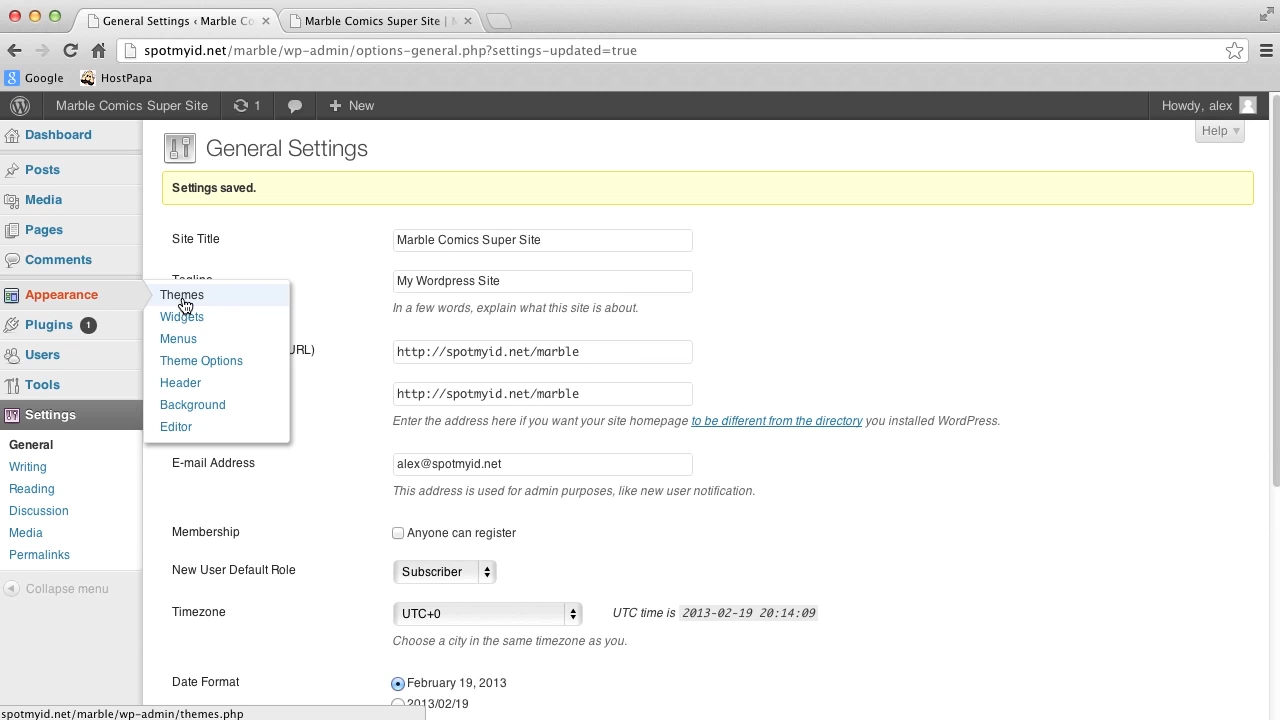 General Settings ‹ Marble Co
Marble Comics Super Site |
spotmyid.net/marble/wp-admin/options-general.php?settings-updated=true
Google
HostPapa
Marble Comics Super Site
1
New
Howdy, alex
Help
Dashboard
Posts
Media
Pages
Comments
Appearance
Plugins 1
Users
Tools
Settings
General
Writing
Reading
Discussion
Media
Permalinks
Collapse menu
Themes
Widgets
Menus
Theme Options
Header
Background
Editor
General Settings
Settings saved.
Site Title
Marble Comics Super Site
Tagline
My Wordpress Site
In a few words, explain what this site is about.
URL)
http://spotmyid.net/marble
http://spotmyid.net/marble
Enter the address here if you want your site homepage to be different from the directory you installed WordPress.
E-mail Address
alex@spotmyid.net
This address is used for admin purposes, like new user notification.
Membership
Anyone can register
New User Default Role
Subscriber
Timezone
UTC+0
UTC time is 2013-02-19 20:14:09
Choose a city in the same timezone as you.
Date Format
February 19, 2013
2013/02/19
spotmyid.net/marble/wp-admin/themes.php